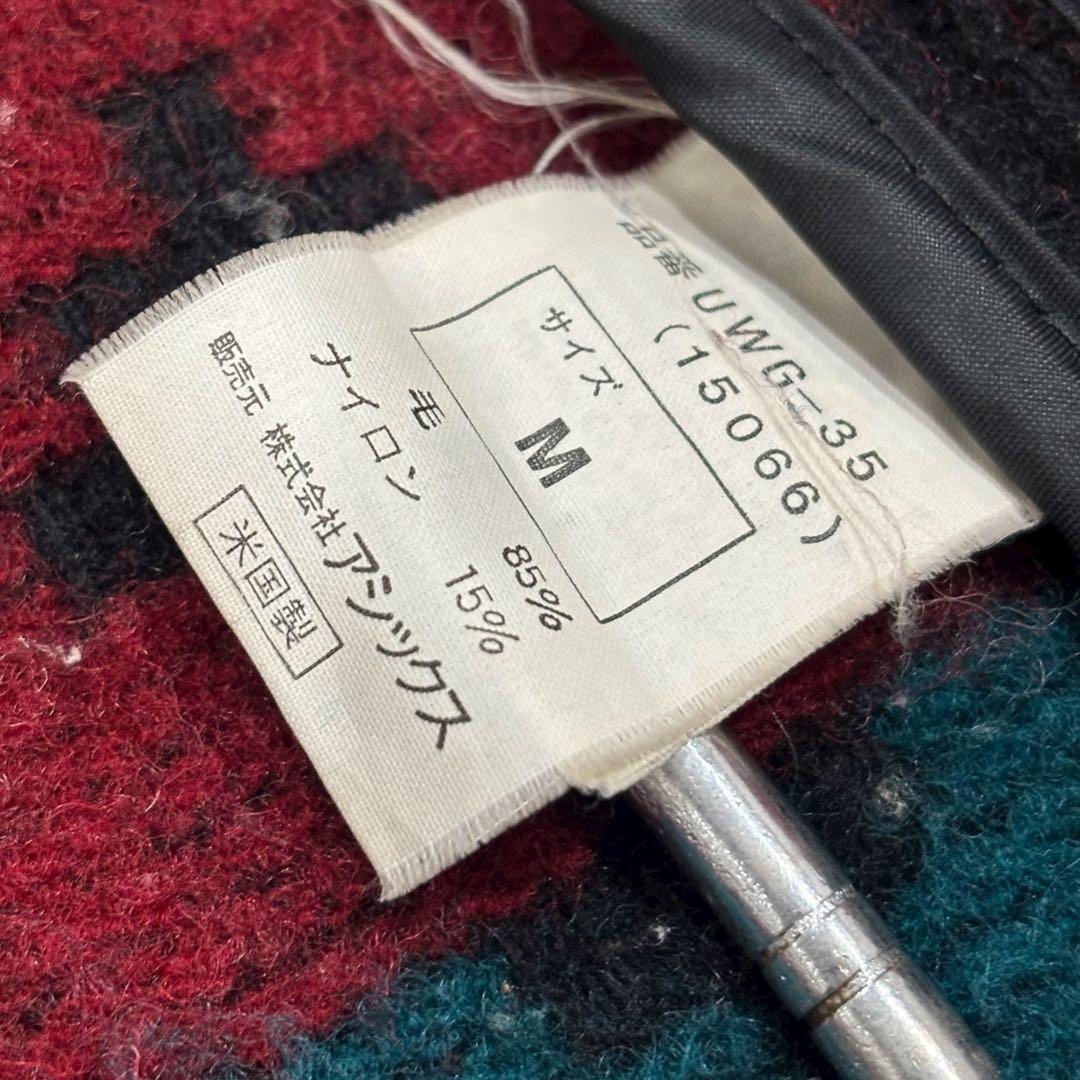 品番 UWG-35
(15066)
サイズ
M
毛 85%
ナイロン 15%
販売元 株式会社アシックス
米国製